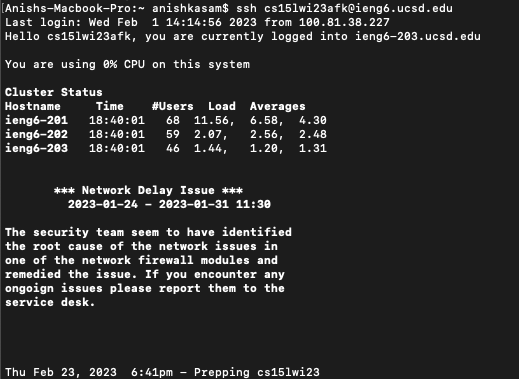 [Anishs-Macbook-Pro:~ anishkasam$ ssh cs15lwi23afk@ieng6.ucsd.edu
Last login: Wed Feb  1 14:14:56 2023 from 100.81.38.227
Hello cs15lwi23afk, you are currently logged into ieng6-203.ucsd.edu
You are using 0% CPU on this system
Cluster Status
Hostname     Time    #Users  Load  Averages
ieng6-201   18:40:01   68  11.56,  6.58,  4.30
ieng6-202   18:40:01   59  2.07,   2.56,  2.48
ieng6-203   18:40:01   46  1.44,   1.20,  1.31
*** Network Delay Issue ***
2023-01-24 - 2023-01-31 11:30
The security team seem to have identified
the root cause of the network issues in
one of the network firewall modules and
remedied the issue. If you encounter any
ongoign issues please report them to the
service desk.
Thu Feb 23, 2023  6:41pm - Prepping cs15lwi23